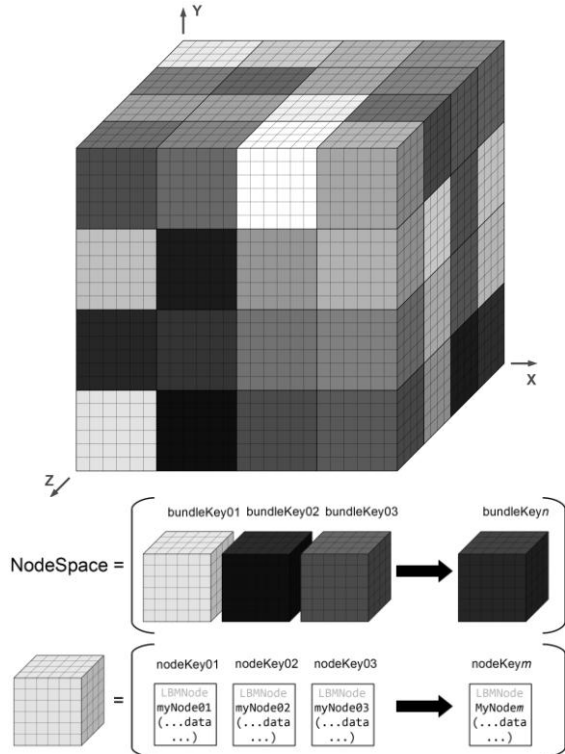 Y
X
Z
bundleKey01 bundleKey02 bundleKey03 bundleKeyn
NodeSpace =
nodeKey01 nodeKey02 nodeKey03 nodeKeym
=
LBMNode LBMNode LBMNode LBMNode
myNode01 myNode02 myNode03 MyNodem
(...data (...data (...data (...data
...) ...) ...) ...)